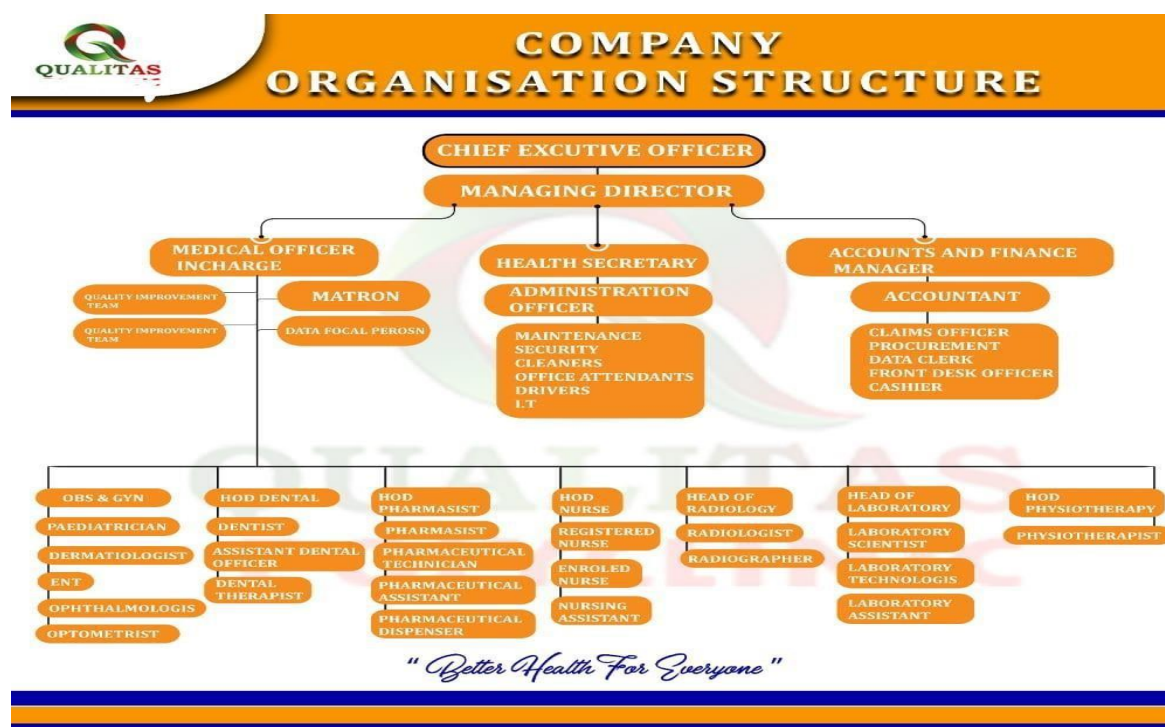 QUALITAS
COMPANY
ORGANISATION STRUCTURE
CHIEF EXCUTIVE OFFICER
MANAGING DIRECTOR
MEDICAL OFFICER
INCHARGE
QUALITY IMPROVEMENT
TEAM
MATRON
QUALITY IMPROVEMENT
TEAM
DATA FOCAL PEROSN
HEALTH SECRETARY
ADMINISTRATION
OFFICER
MAINTENANCE
SECURITY
CLEANERS
OFFICE ATTENDANTS
DRIVERS
I.T
ACCOUNTS AND FINANCE
MANAGER
ACCOUNTANT
CLAIMS OFFICER
PROCUREMENT
DATA CLERK
FRONT DESK OFFICER
CASHIER
OBS & GYN
PAEDIATRICIAN
DERMATIOLOGIST
ENT
OPHTHALMOLOGIS
OPTOMETRIST
HOD DENTAL
DENTIST
ASSISTANT DENTAL
OFFICER
DENTAL
THERAPIST
HOD
PHARMASIST
PHARMASIST
PHARMACEUTICAL
TECHNICIAN
PHARMACEUTICAL
ASSISTANT
PHARMACEUTICAL
DISPENSER
HOD
NURSE
REGISTERED
NURSE
ENROLED
NURSE
NURSING
ASSISTANT
HEAD OF
RADIOLOGY
RADIOLOGIST
RADIOGRAPHER
HEAD OF
LABORATORY
LABORATORY
SCIENTIST
LABORATORY
TECHNOLOGIS
LABORATORY
ASSISTANT
HOD
PHYSIOTHERAPY
PHYSIOTHERAPIST
QUALITAS
" Better Health For Everyone "